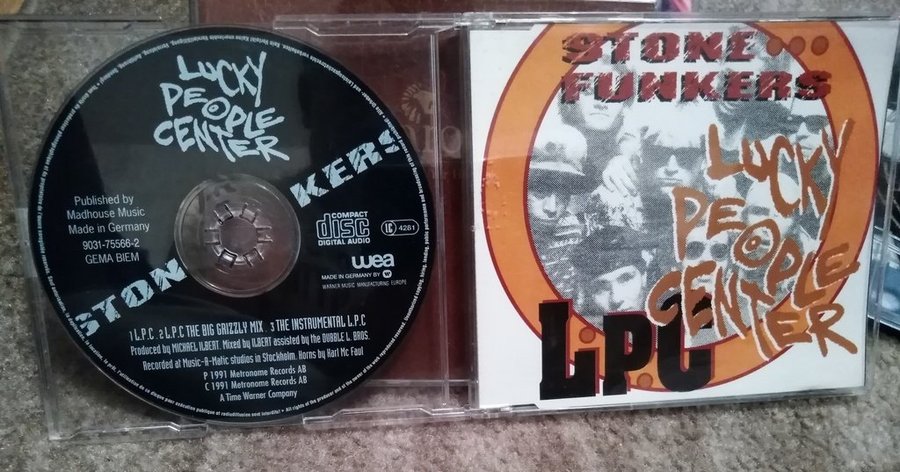 LUCKY
PEOPLE
CENTER
STON
KERS
Published by
Madhouse Music
Made in Germany
9031-75566-2
GEMA BIEM
COMPACT
disc
DIGITAL AUDIO
LC 4281
wea
MADE IN GERMANY BY
WARNER MUSIC MANUFACTURING EUROPE
1 L.P.C. 2 L.P.C THE BIG GRIZZLY MIX 3 THE INSTRUMENTAL L.P.C
Produced by MICHAEL ILBERT. Mixed by ILBERT assisted by the DUBBLE L. BROS.
Recorded at Music-A-Matic studios in Stockholm. Horns by Karl Mc Faul
P 1991 Metronome Records AB
C 1991 Metronome Records AB
A Time Warner Company
STONE
FUNKERS
LUCKY
PEOPLE
CENTER
L.P.C